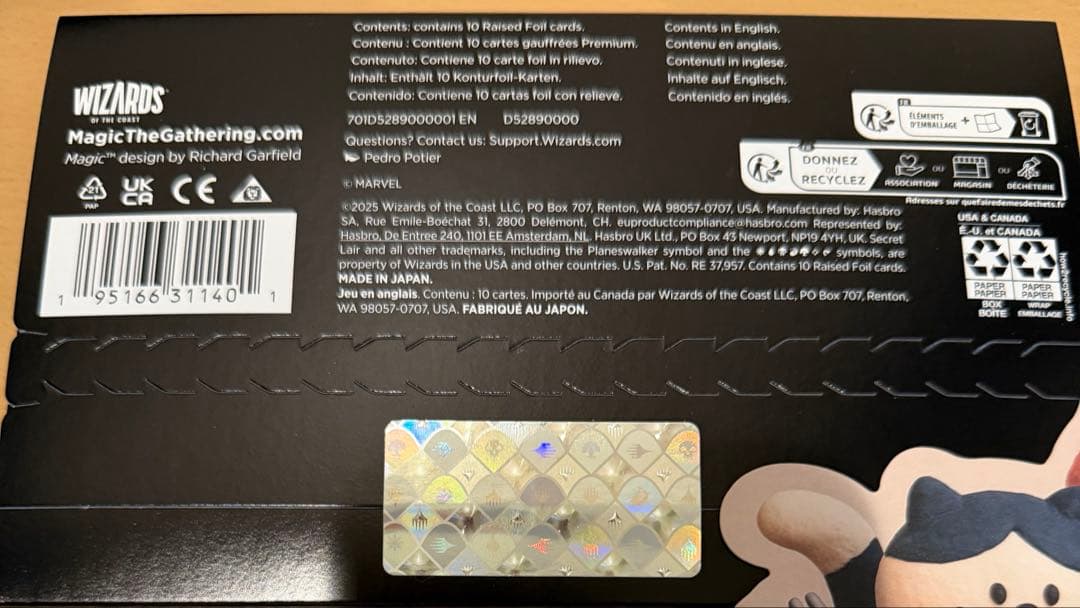 Contents: contains 10 Raised Foil cards.
Contenu : Contient 10 cartes gauffrées Premium.
Contenuto: Contiene 10 carte foil in rilievo.
Inhalt: Enthält 10 Konturfoil-Karten.
Contenido: Contiene 10 cartas foil con relieve.
Contents in English.
Contenu en anglais.
Contenuti in inglese.
Inhalte auf Englisch.
Contenido en inglés.
701D5289000001 EN D52890000
Questions? Contact us: Support.Wizards.com
Pedro Potier
© MARVEL
WIZARDS
OF THE COAST
MagicTheGathering.com
Magic™ design by Richard Garfield
21
PAP
UK
CA
CE
1 95166 31140 1
FR
ÉLÉMENTS
D'EMBALLAGE +
FR
DONNEZ
OU
RECYCLEZ
ASSOCIATION OU MAGASIN OU DÉCHÈTERIE
Adresses sur quefairedemesdechets.fr
©2025 Wizards of the Coast LLC, PO Box 707, Renton, WA 98057-0707, USA. Manufactured by: Hasbro
SA, Rue Emile-Boéchat 31, 2800 Delémont, CH. euproductcompliance@hasbro.com Represented by:
Hasbro, De Entree 240, 1101 EE Amsterdam, NL. Hasbro UK Ltd., PO Box 43 Newport, NP19 4YH, UK. Secret
Lair and all other trademarks, including the Planeswalker symbol and the symbols, are
property of Wizards in the USA and other countries. U.S. Pat. No. RE 37,957. Contains 10 Raised Foil cards.
MADE IN JAPAN.
Jeu en anglais. Contenu : 10 cartes. Importé au Canada par Wizards of the Coast LLC, PO Box 707, Renton,
WA 98057-0707, USA. FABRIQUÉ AU JAPON.
USA & CANADA
É.-U. et CANADA
PAPER
PAPIER
BOX
BOÎTE
PAPER
PAPIER
WRAP
EMBALLAGE
how2recycle.info